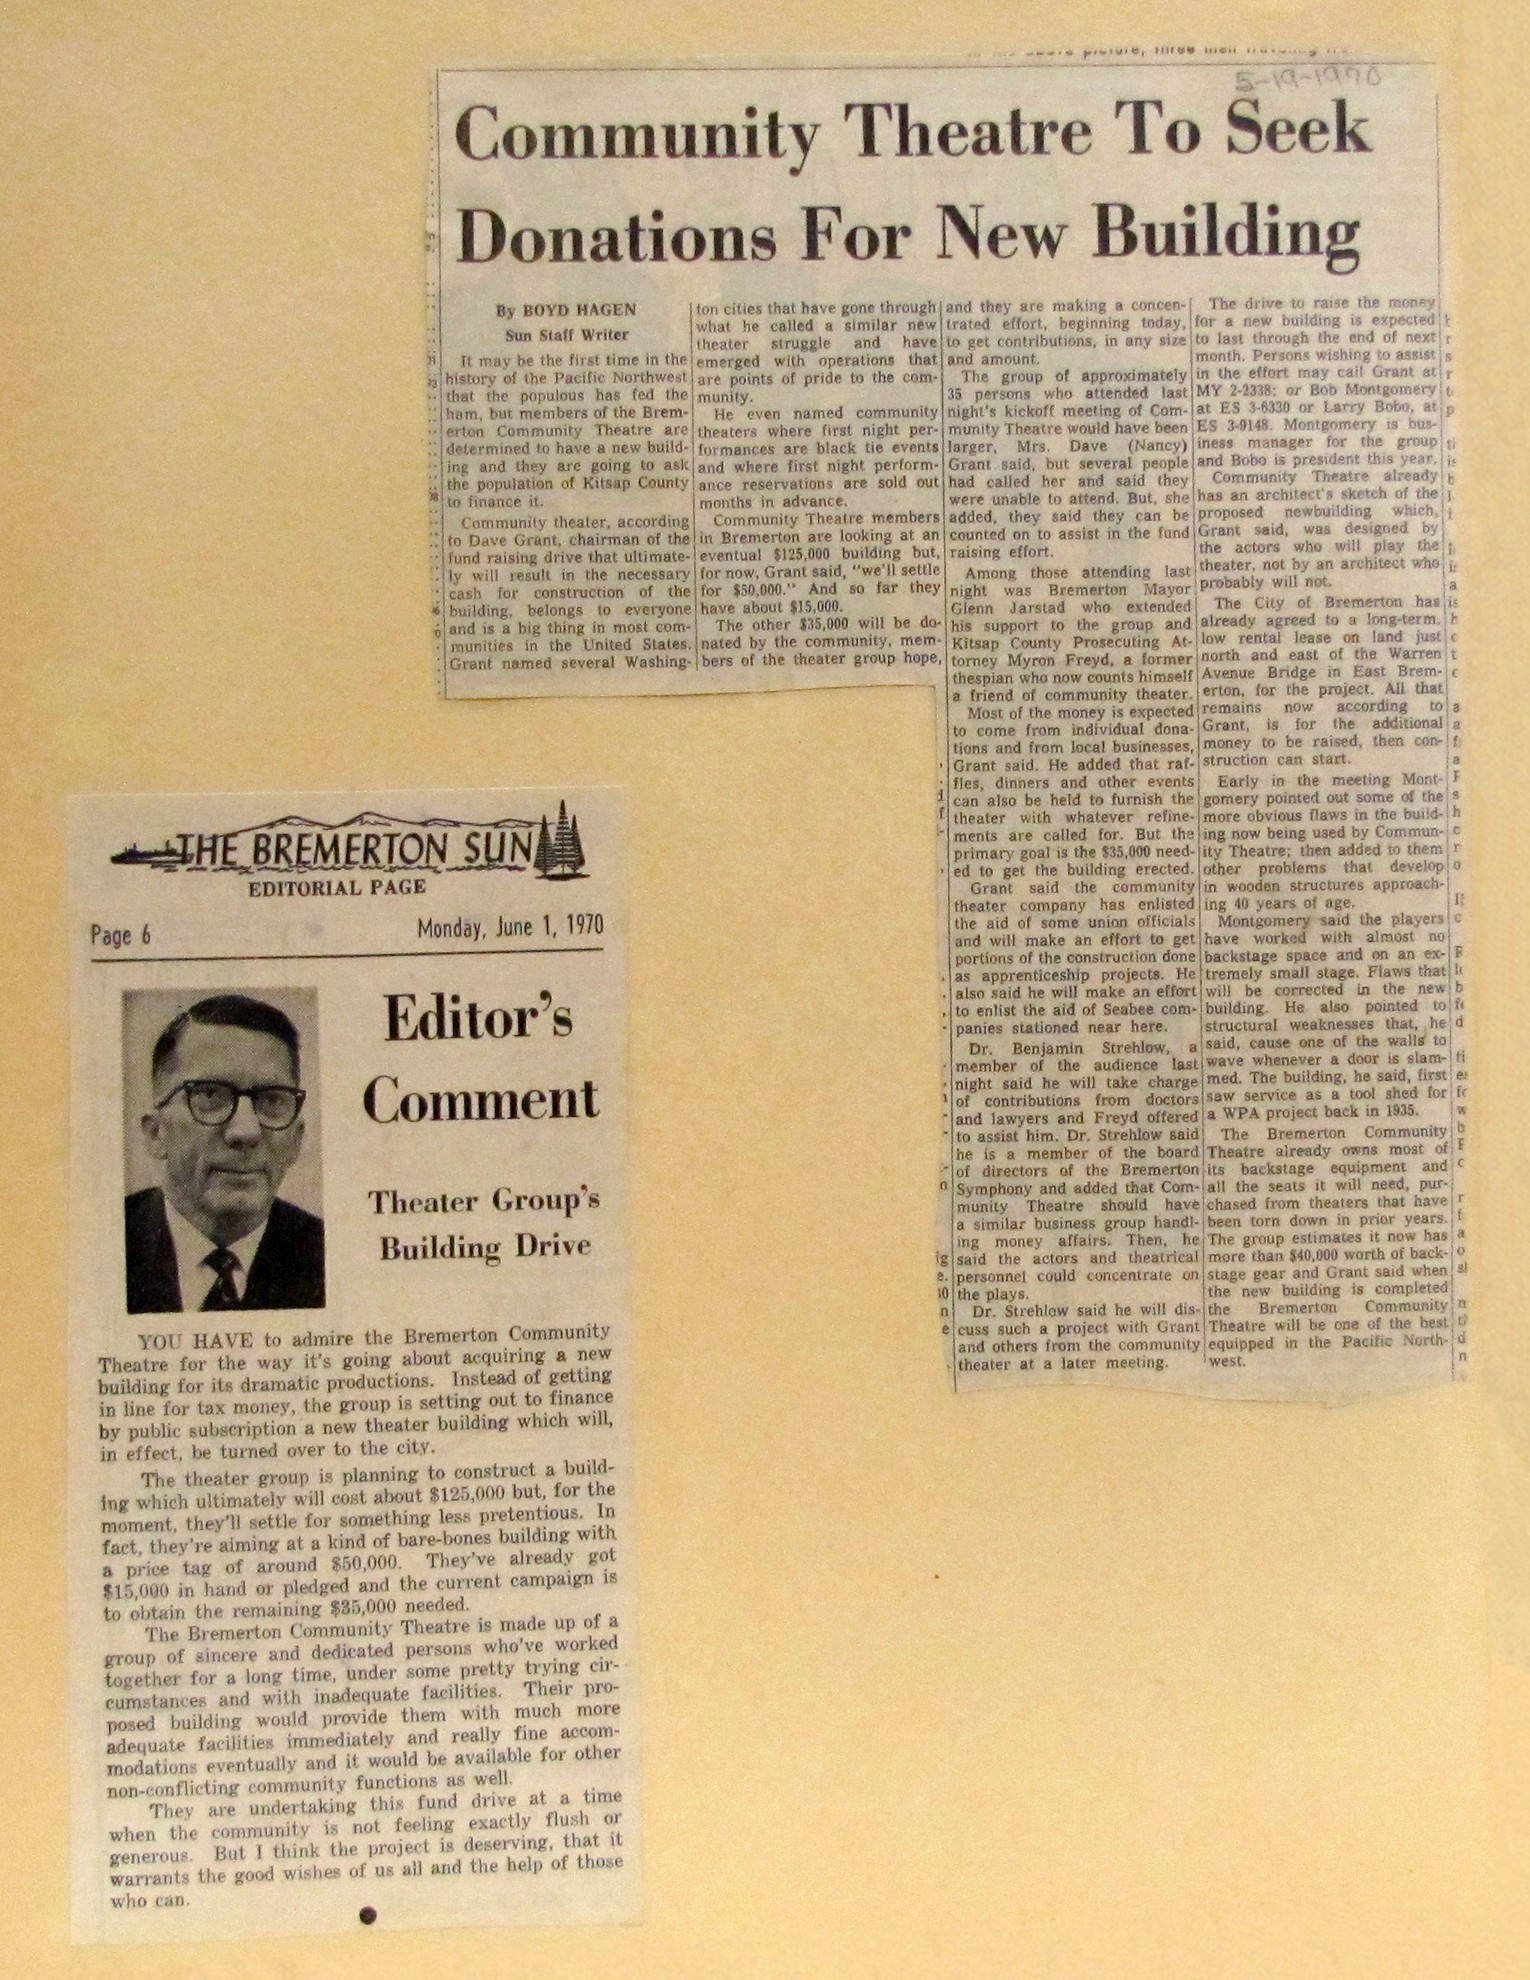 5-19-1970
Community Theatre To Seek
Donations For New Building
By BOYD HAGEN
Sun Staff Writer
It may be the first time in the
history of the Pacific Northwest
that the populous has fed the
ham, but members of the Brem-
erton Community Theatre are
determined to have a new build-
ing and they are going to ask
the population of Kitsap County
to finance it.
Community theater, according
to Dave Grant, chairman of the
fund raising drive that ultimate-
ly will result in the necessary
cash for construction of the
building, belongs to everyone
and is a big thing in most com-
munities in the United States.
Grant named several Washing-
ton cities that have gone through
what he called a similar new
theater struggle and have
emerged with operations that
are points of pride to the com-
munity.
He even named community
theaters where first night per-
formances are black tie events
and where first night perform-
ance reservations are sold out
months in advance.
Community Theatre members
in Bremerton are looking at an
eventual $125,000 building but,
for now, Grant said, "we'll settle
for $50,000." And so far they
have about $15,000.
The other $35,000 will be do-
nated by the community, mem-
bers of the theater group hope,
and they are making a concen-
trated effort, beginning today,
to get contributions, in any size
and amount.
The group of approximately
35 persons who attended last
night's kickoff meeting of Com-
munity Theatre would have been
larger, Mrs. Dave (Nancy)
Grant said, but several people
had called her and said they
were unable to attend. But, she
added, they said they can be
counted on to assist in the fund
raising effort.
Among those attending last
night was Bremerton Mayor
Glenn Jarstad who extended
his support to the group and
Kitsap County Prosecuting At-
torney Myron Freyd, a former
thespian who now counts himself
a friend of community theater.
Most of the money is expected
to come from individual dona-
tions and from local businesses,
Grant said. He added that raf-
fles, dinners and other events
can also be held to furnish the
theater with whatever refine-
ments are called for. But the
primary goal is the $35,000 need-
ed to get the building erected.
Grant said the community
theater company has enlisted
the aid of some union officials
and will make an effort to get
portions of the construction done
as apprenticeship projects. He
also said he will make an effort
to enlist the aid of Seabee com-
panies stationed near here.
Dr. Benjamin Strehlow, a
member of the audience last
night said he will take charge
of contributions from doctors
and lawyers and Freyd offered
to assist him. Dr. Strehlow said
he is a member of the board
of directors of the Bremerton
Symphony and added that Com-
munity Theatre should have
a similar business group handl-
ing money affairs. Then, he
said the actors and theatrical
personnel could concentrate on
the plays.
Dr. Strehlow said he will dis-
cuss such a project with Grant
and others from the community
theater at a later meeting.
The drive to raise the money
for a new building is expected
to last through the end of next
month. Persons wishing to assist
in the effort may call Grant at
MY 2-2338; or Bob Montgomery
at ES 3-6330 or Larry Bobo, at
ES 3-9148. Montgomery is bus-
iness manager for the group
and Bobo is president this year.
Community Theatre already
has an architect's sketch of the
proposed newbuilding which,
Grant said, was designed by
the actors who will play the
theater, not by an architect who
probably will not.
The City of Bremerton has
already agreed to a long-term,
low rental lease on land just
north and east of the Warren
Avenue Bridge in East Brem-
erton, for the project. All that
remains now according to
Grant, is for the additional
money to be raised, then con-
struction can start.
Early in the meeting Mont-
gomery pointed out some of the
more obvious flaws in the build-
ing now being used by Commun-
ity Theatre; then added to them
other problems that develop
in wooden structures approach-
ing 40 years of age.
Montgomery said the players
have worked with almost no
backstage space and on an ex-
tremely small stage. Flaws that
will be corrected in the new
building. He also pointed to
structural weaknesses that, he
said, cause one of the walls to
wave whenever a door is slam-
med. The building, he said, first
saw service as a tool shed for
a WPA project back in 1935.
The Bremerton Community
Theatre already owns most of
its backstage equipment and
all the seats it will need, pur-
chased from theaters that have
been torn down in prior years.
The group estimates it now has
more than $40,000 worth of back-
stage gear and Grant said when
the new building is completed
the Bremerton Community
Theatre will be one of the best
equipped in the Pacific North-
west.
THE BREMERTON SUN
EDITORIAL PAGE
Page 6 Monday, June 1, 1970
Editor's
Comment
Theater Group's
Building Drive
YOU HAVE to admire the Bremerton Community
Theatre for the way it's going about acquiring a new
building for its dramatic productions. Instead of getting
in line for tax money, the group is setting out to finance
by public subscription a new theater building which will,
in effect, be turned over to the city.
The theater group is planning to construct a build-
ing which ultimately will cost about $125,000 but, for the
moment, they'll settle for something less pretentious. In
fact, they're aiming at a kind of bare-bones building with
a price tag of around $50,000. They've already got
$15,000 in hand or pledged and the current campaign is
to obtain the remaining $35,000 needed.
The Bremerton Community Theatre is made up of a
group of sincere and dedicated persons who've worked
together for a long time, under some pretty trying cir-
cumstances and with inadequate facilities. Their pro-
posed building would provide them with much more
adequate facilities immediately and really fine accom-
modations eventually and it would be available for other
non-conflicting community functions as well.
They are undertaking this fund drive at a time
when the community is not feeling exactly flush or
generous. But I think the project is deserving, that it
warrants the good wishes of us all and the help of those
who can.